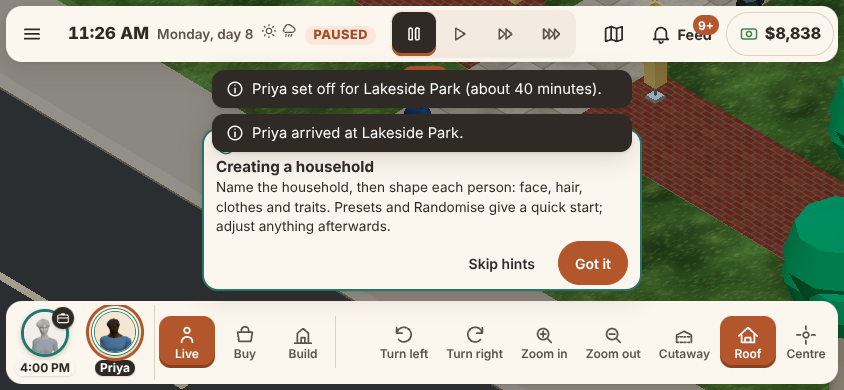 11:26 AM Monday, day 8 PAUSED Feed 9+ $8,838
Priya set off for Lakeside Park (about 40 minutes).
Priya arrived at Lakeside Park.
Creating a household
Name the household, then shape each person: face, hair,
clothes and traits. Presets and Randomise give a quick start;
adjust anything afterwards.
Skip hints Got it
4:00 PM Priya Live Buy Build Turn left Turn right Zoom in Zoom out Cutaway Roof Centre